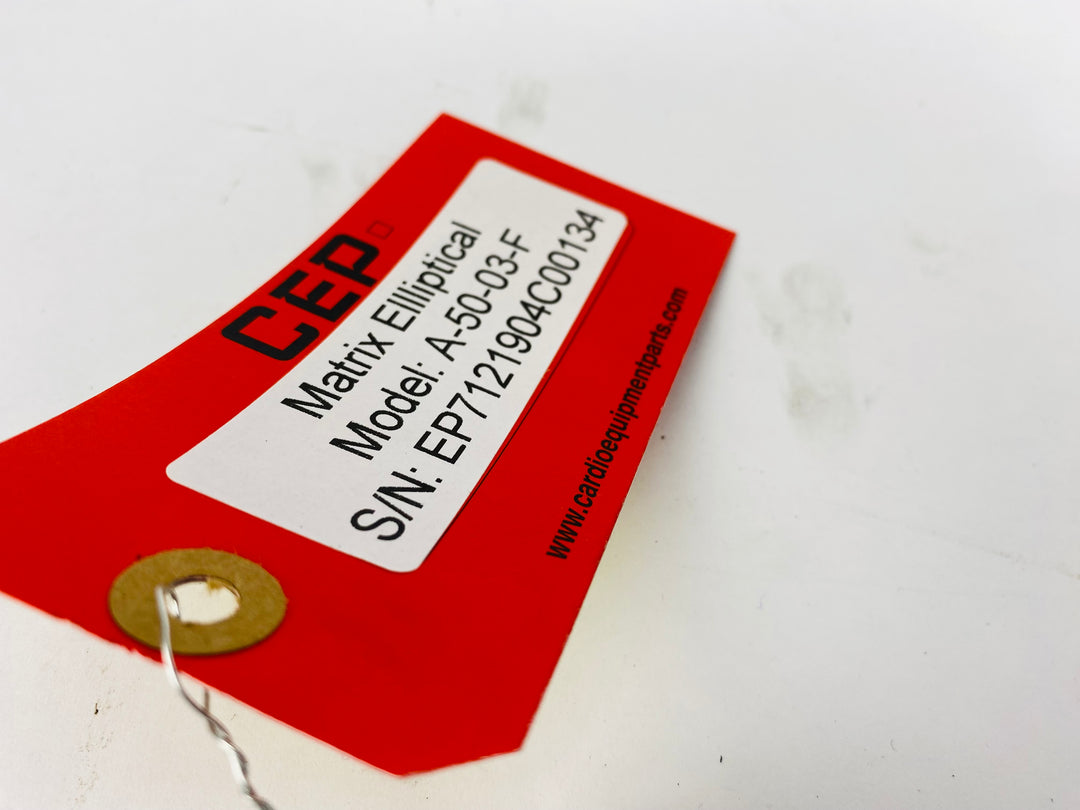 CEP
Matrix Ellliptical
Model: A-50-03-F
S/N: EP7121904C00134
www.cardioequipmentparts.com